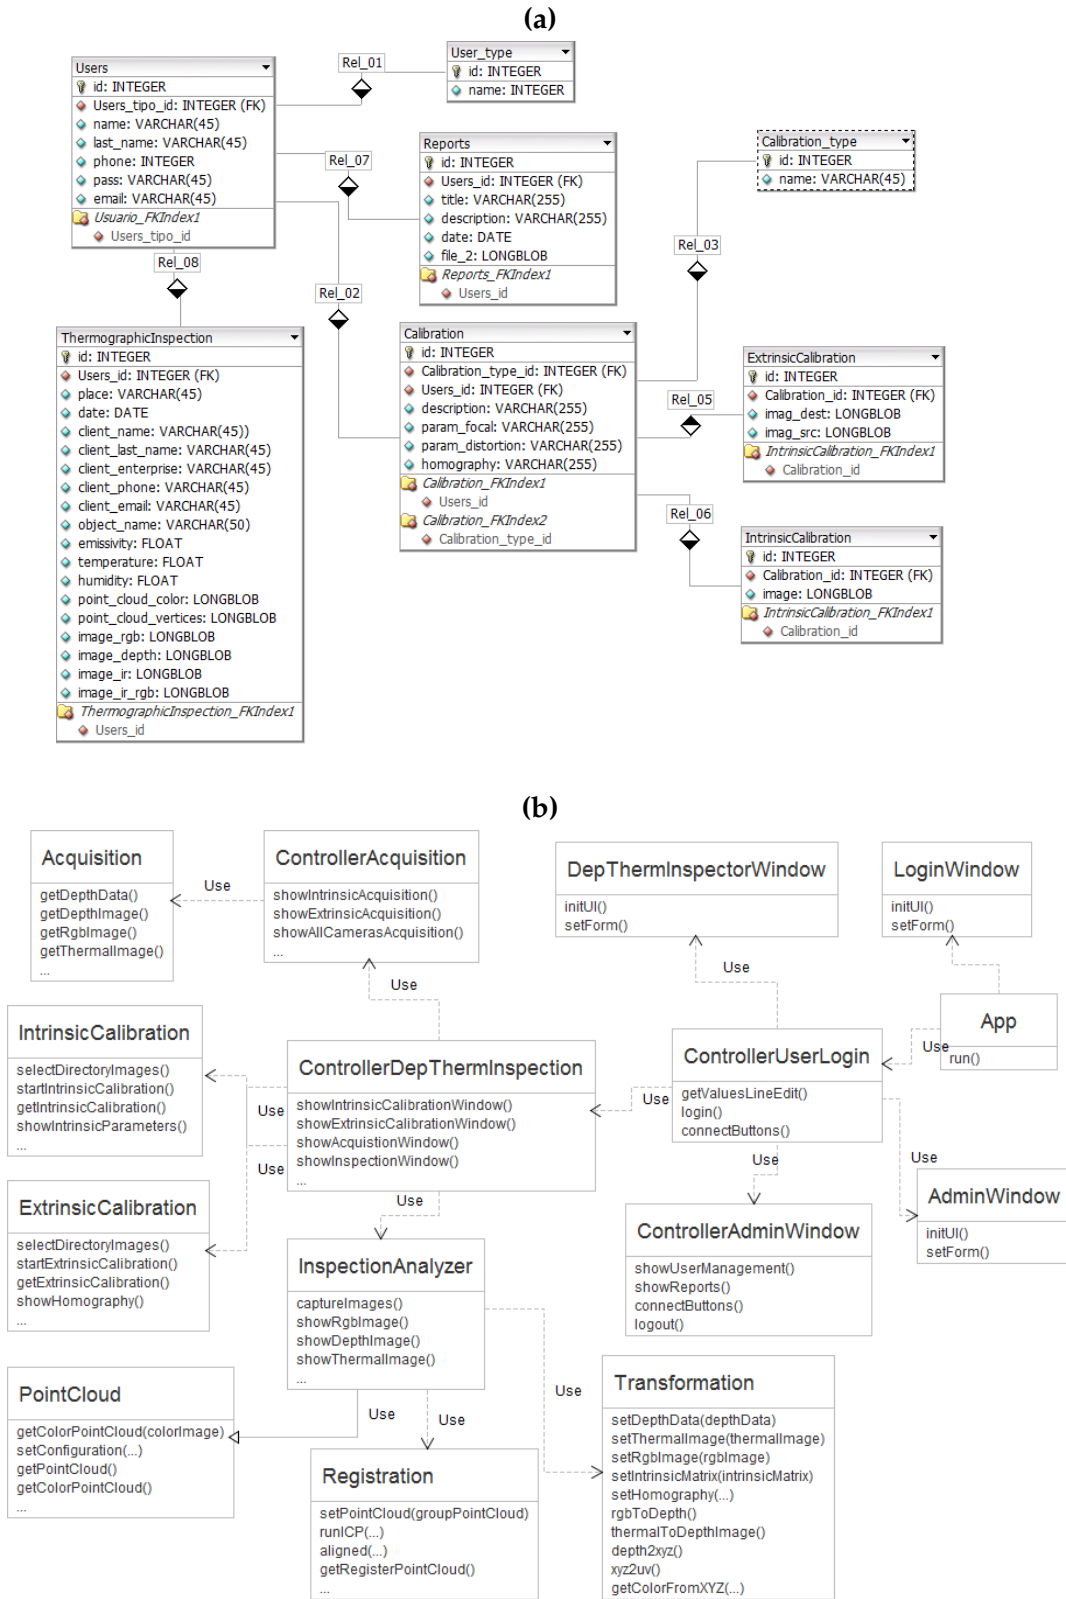 (a)
Users
id: INTEGER
Users_tipo_id: INTEGER (FK)
name: VARCHAR(45)
last_name: VARCHAR(45)
phone: INTEGER
pass: VARCHAR(45)
email: VARCHAR(45)
Usuario_FKIndex1
Users_tipo_id
Rel_01
User_type
id: INTEGER
name: INTEGER
Rel_07
Reports
id: INTEGER
Users_id: INTEGER (FK)
title: VARCHAR(255)
description: VARCHAR(255)
date: DATE
file_2: LONGBLOB
Reports_FKIndex1
Users_id
Calibration_type
id: INTEGER
name: VARCHAR(45)
Rel_03
Rel_08
Rel_02
ThermographicInspection
id: INTEGER
Users_id: INTEGER (FK)
place: VARCHAR(45)
date: DATE
client_name: VARCHAR(45))
client_last_name: VARCHAR(45)
client_enterprise: VARCHAR(45)
client_phone: VARCHAR(45)
client_email: VARCHAR(45)
object_name: VARCHAR(50)
emissivity: FLOAT
temperature: FLOAT
humidity: FLOAT
point_cloud_color: LONGBLOB
point_cloud_vertices: LONGBLOB
image_rgb: LONGBLOB
image_depth: LONGBLOB
image_ir: LONGBLOB
image_ir_rgb: LONGBLOB
ThermographicInspection_FKIndex1
Users_id
Calibration
id: INTEGER
Calibration_type_id: INTEGER (FK)
Users_id: INTEGER (FK)
description: VARCHAR(255)
param_focal: VARCHAR(255)
param_distortion: VARCHAR(255)
homography: VARCHAR(255)
Calibration_FKIndex1
Users_id
Calibration_FKIndex2
Calibration_type_id
Rel_05
ExtrinsicCalibration
id: INTEGER
Calibration_id: INTEGER (FK)
imag_dest: LONGBLOB
imag_src: LONGBLOB
IntrinsicCalibration_FKIndex1
Calibration_id
Rel_06
IntrinsicCalibration
id: INTEGER
Calibration_id: INTEGER (FK)
image: LONGBLOB
IntrinsicCalibration_FKIndex1
Calibration_id
(b)
Acquisition
getDepthData()
getDepthImage()
getRgbImage()
getThermalImage()
...
Use
ControllerAcquisition
showIntrinsicAcquisition()
showExtrinsicAcquisition()
showAllCamerasAcquisition()
...
Use
DepThermInspectorWindow
initUI()
setForm()
Use
LoginWindow
initUI()
setForm()
App
run()
Use
IntrinsicCalibration
selectDirectoryImages()
startIntrinsicCalibration()
getIntrinsicCalibration()
showIntrinsicParameters()
...
Use
Use
ControllerDepThermInspection
showIntrinsicCalibrationWindow()
showExtrinsicCalibrationWindow()
showAcquistionWindow()
showInspectionWindow()
...
Use
ControllerUserLogin
getValuesLineEdit()
login()
connectButtons()
Use
Use
AdminWindow
initUI()
setForm()
ExtrinsicCalibration
selectDirectoryImages()
startExtrinsicCalibration()
getExtrinsicCalibration()
showHomography()
...
Use
InspectionAnalyzer
captureImages()
showRgbImage()
showDepthImage()
showThermalImage()
...
ControllerAdminWindow
showUserManagement()
showReports()
connectButtons()
logout()
PointCloud
getColorPointCloud(colorImage)
setConfiguration(...)
getPointCloud()
getColorPointCloud()
...
Use
Use
Use
Registration
setPointCloud(groupPointCloud)
runICP(...)
aligned(...)
getRegisterPointCloud()
...
Transformation
setDepthData(depthData)
setThermalImage(thermalImage)
setRgbImage(rgbImage)
setIntrinsicMatrix(intrinsicMatrix)
setHomography(...)
rgbToDepth()
thermalToDepthImage()
depth2xyz()
xyz2uv()
getColorFromXYZ(...)